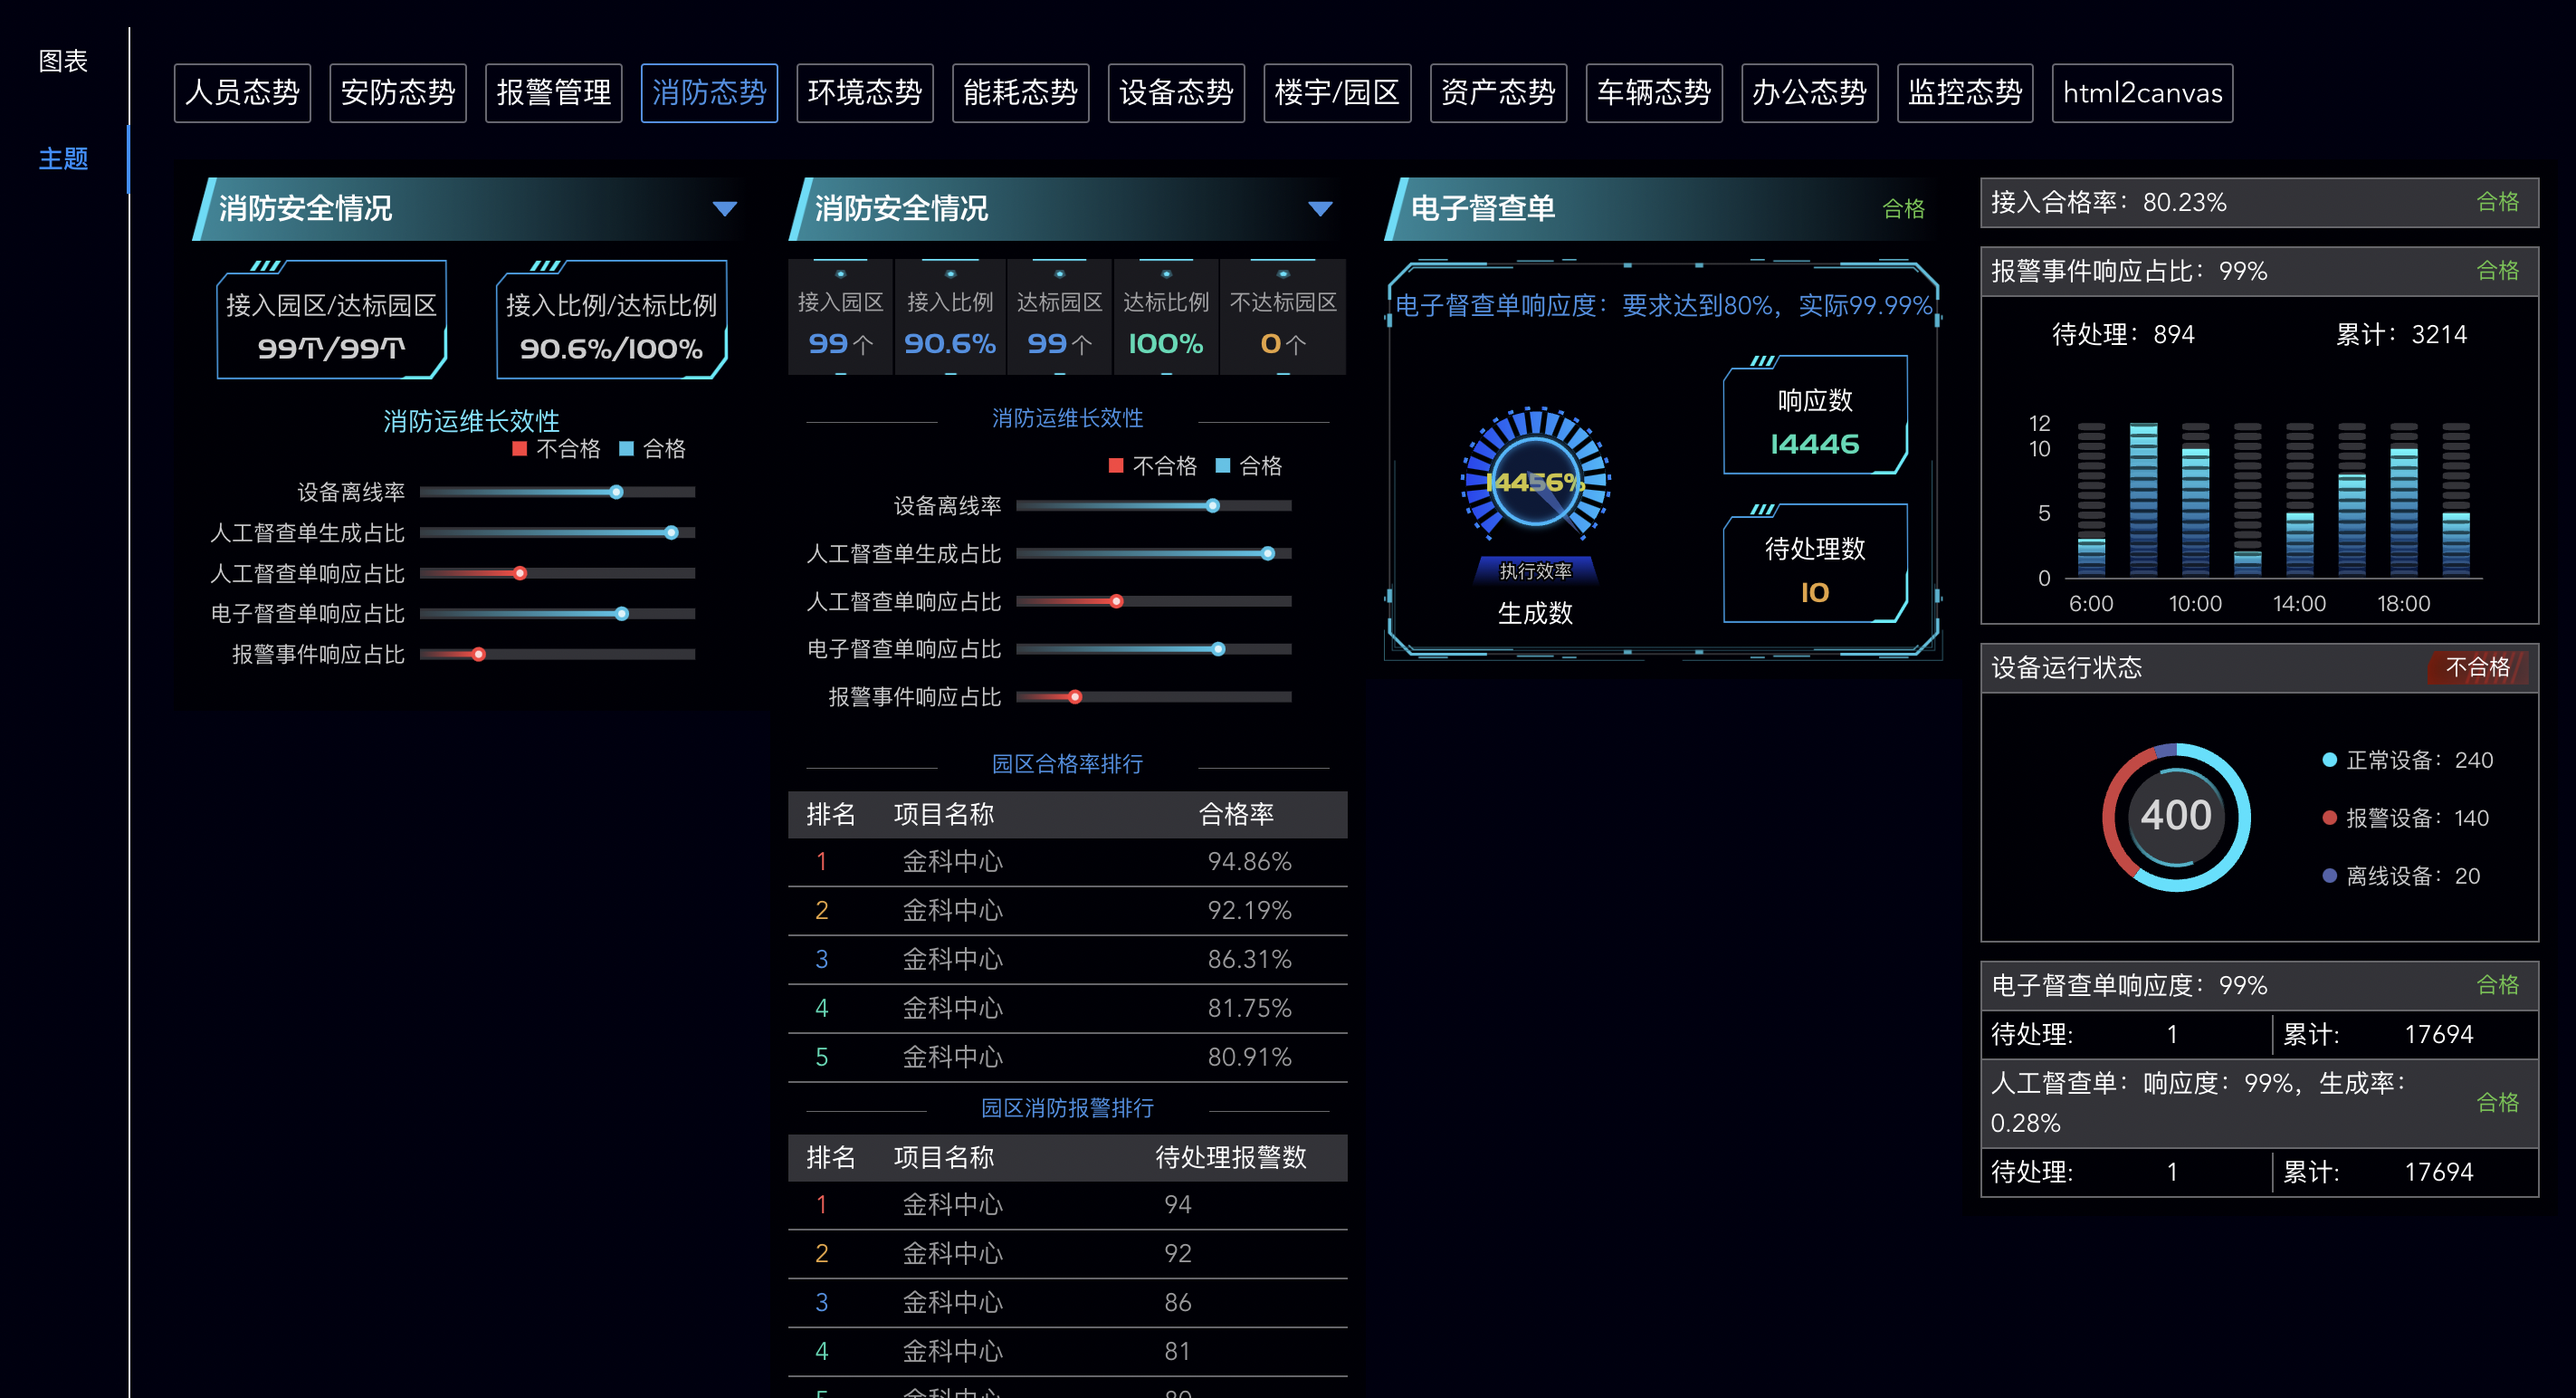 图表
主题
人员态势 安防态势 报警管理 消防态势 环境态势 能耗态势 设备态势 楼宇/园区 资产态势 车辆态势 办公态势 监控态势 html2canvas
消防安全情况
接入园区/达标园区
99个/99个
接入比例/达标比例
90.6%/100%
消防运维长效性
不合格 合格
设备离线率
人工督查单生成占比
人工督查单响应占比
电子督查单响应占比
报警事件响应占比
消防安全情况
接入园区 接入比例 达标园区 达标比例 不达标园区
99个 90.6% 99个 100% 0个
消防运维长效性
不合格 合格
设备离线率
人工督查单生成占比
人工督查单响应占比
电子督查单响应占比
报警事件响应占比
园区合格率排行
排名 项目名称 合格率
1 金科中心 94.86%
2 金科中心 92.19%
3 金科中心 86.31%
4 金科中心 81.75%
5 金科中心 80.91%
园区消防报警排行
排名 项目名称 待处理报警数
1 金科中心 94
2 金科中心 92
3 金科中心 86
4 金科中心 81
电子督查单 合格
电子督查单响应度：要求达到80%，实际99.99%
14456%
执行效率
生成数
响应数
14446
待处理数
10
接入合格率：80.23% 合格
报警事件响应占比：99% 合格
待处理：894 累计：3214
12
10
5
0
6:00 10:00 14:00 18:00
设备运行状态 不合格
400
正常设备：240
报警设备：140
离线设备：20
电子督查单响应度：99% 合格
待处理: 1 累计: 17694
人工督查单：响应度：99%，生成率：
0.28% 合格
待处理: 1 累计: 17694